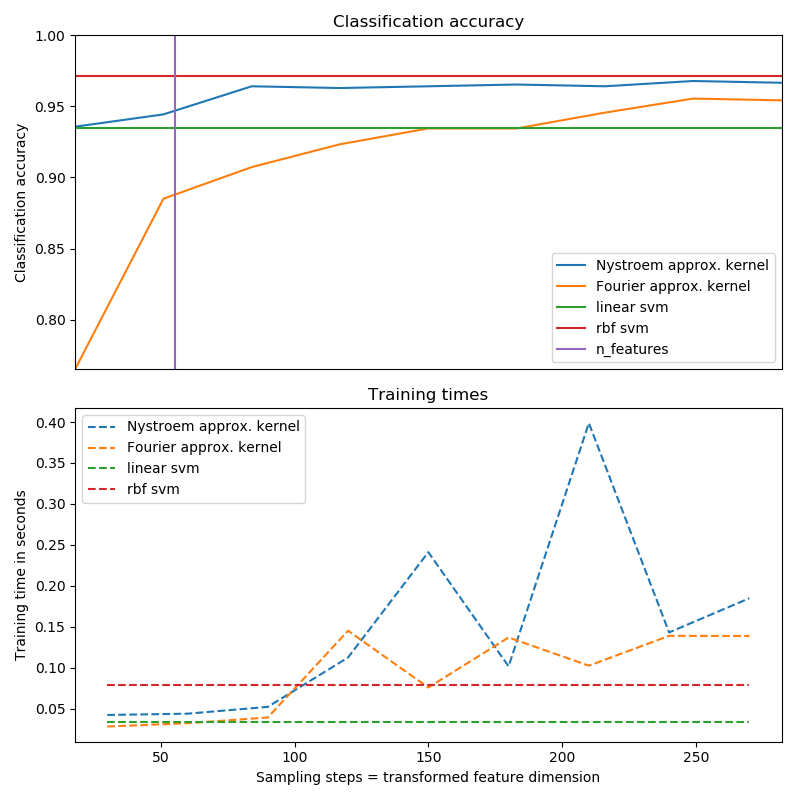 Classification accuracy
1.00
0.95
0.90
0.85
0.80
Classification accuracy
Nystroem approx. kernel
Fourier approx. kernel
linear svm
rbf svm
n_features
Training times
0.40
0.35
0.30
0.25
0.20
0.15
0.10
0.05
Training time in seconds
Nystroem approx. kernel
Fourier approx. kernel
linear svm
rbf svm
50 100 150 200 250
Sampling steps = transformed feature dimension